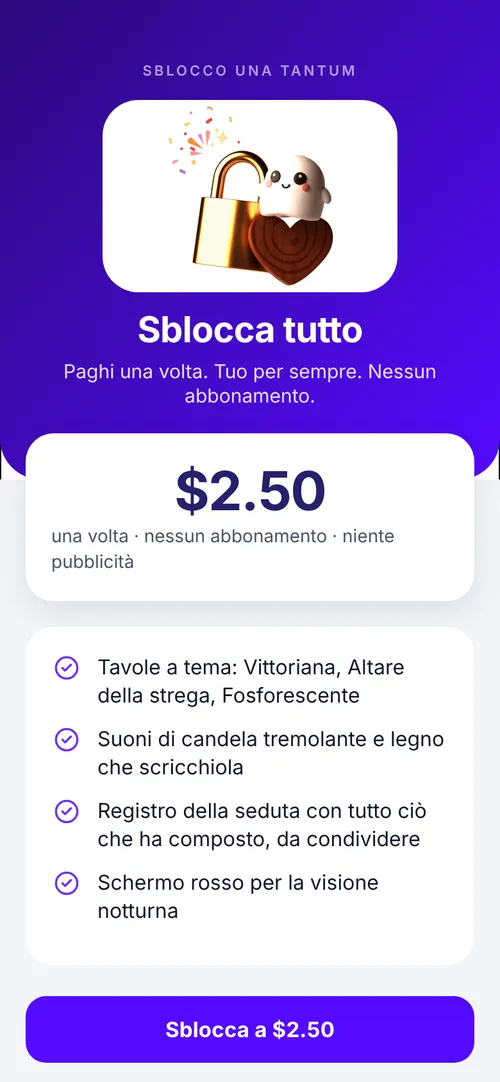 SBLOCCO UNA TANTUM
Sblocca tutto
Paghi una volta. Tuo per sempre. Nessun
abbonamento.
$2.50
una volta · nessun abbonamento · niente
pubblicità
Tavole a tema: Vittoriana, Altare
della strega, Fosforescente
Suoni di candela tremolante e legno
che scricchiola
Registro della seduta con tutto ciò
che ha composto, da condividere
Schermo rosso per la visione
notturna
Sblocca a $2.50